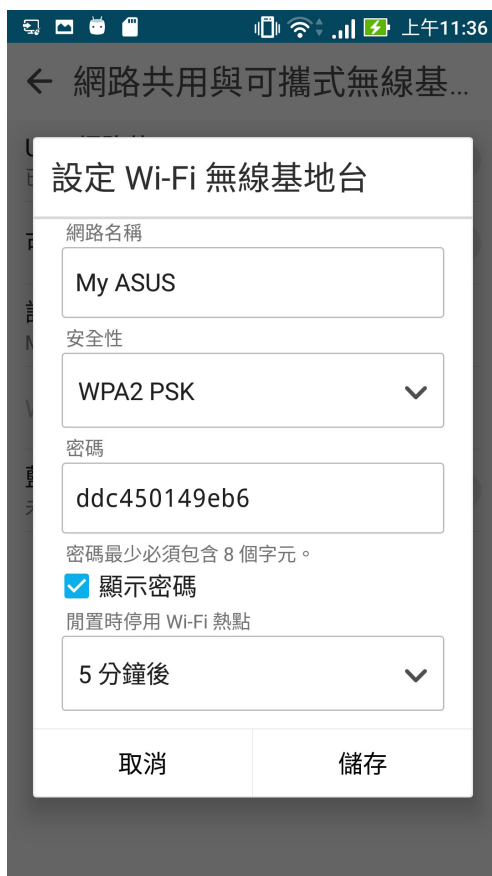 上午11:36
網路共用與可攜式無線基...
設定 Wi-Fi 無線基地台
網路名稱
My ASUS
安全性
WPA2 PSK
密碼
ddc450149eb6
密碼最少必須包含 8 個字元。
顯示密碼
閒置時停用 Wi-Fi 熱點
5 分鐘後
取消
儲存